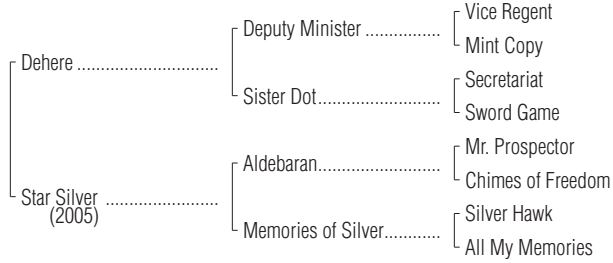 Vice Regent
Deputy Minister ................
Mint Copy
Dehere ..............................
Secretariat
Sister Dot..........................
Sword Game
Mr. Prospector
Aldebaran..........................
Chimes of Freedom
Star Silver ........................
(2005)
Silver Hawk
Memories of Silver............
All My Memories